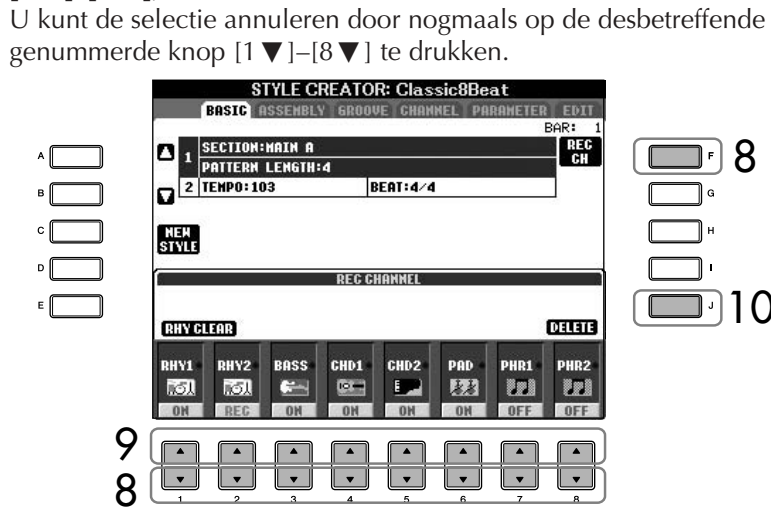 U kunt de selectie annuleren door nogmaals op de desbetreffende
genummerde knop [1 ▼]–[8 ▼] te drukken.
STYLE CREATOR: Classic8Beat
BASIC ASSEMBLY GROOVE CHANNEL PARAMETER EDIT
BAR: 1
1 SECTION:MAIN A
PATTERN LENGTH:4
REC CH
2 TEMPO:103 BEAT:4/4
NEW STYLE
A
B
C
D
E
F 8
G
H
I
J 10
REC CHANNEL
RHY CLEAR DELETE
RHY1 RHY2 BASS CHD1 CHD2 PAD PHR1 PHR2
ON REC ON ON ON ON OFF OFF
9
8
1 2 3 4 5 6 7 8